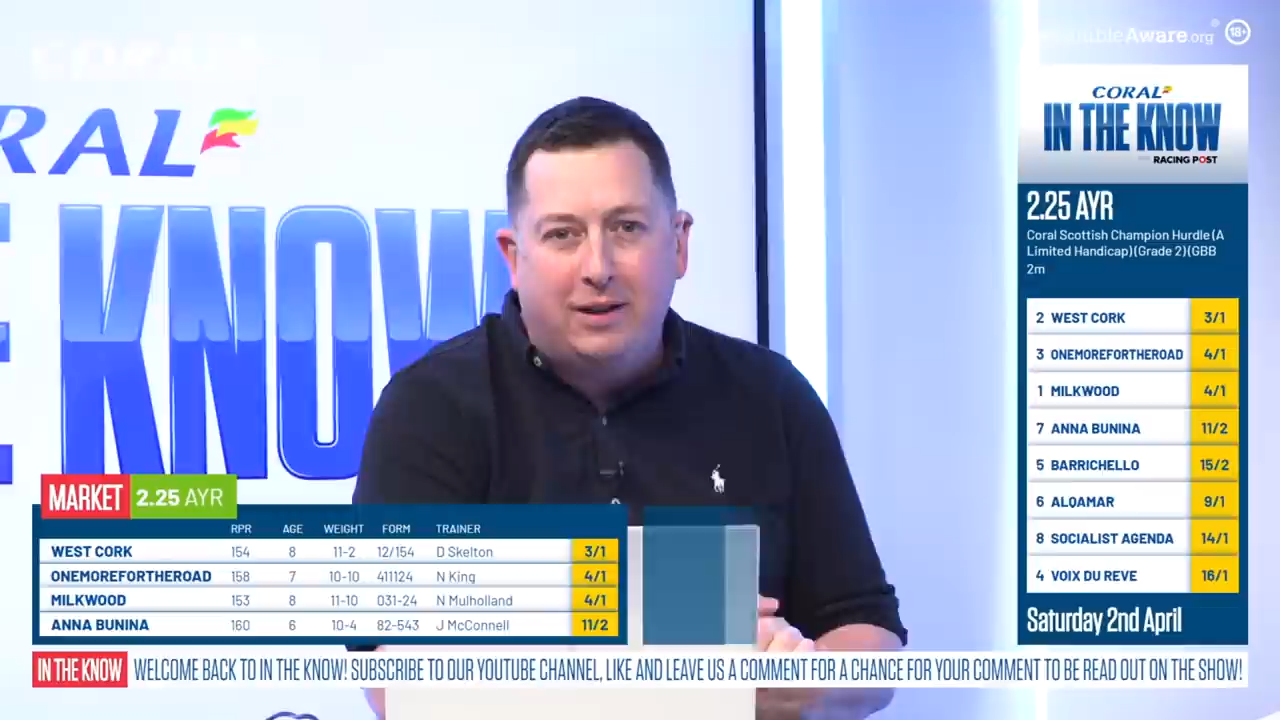 CORAL
AwAre.org
18+
RAL
KNOW
E
CORAL
IN THE KNOW
WITH RACING POST
2.25 AYR
Coral Scottish Champion Hurdle (A
Limited Handicap) (Grade 2) (GBB
2m
2 WEST CORK 3/1
3 ONEMOREFORTHEROAD 4/1
1 MILKWOOD 4/1
7 ANNA BUNINA 11/2
5 BARRICHELLO 15/2
6 ALQAMAR 9/1
8 SOCIALIST AGENDA 14/1
4 VOIX DU REVE 16/1
Saturday 2nd April
MARKET 2.25 AYR
RPR AGE WEIGHT FORM TRAINER
WEST CORK 154 8 11-2 12/154 D Skelton 3/1
ONEMOREFORTHEROAD 158 7 10-10 411124 N King 4/1
MILKWOOD 153 8 11-10 031-24 N Mulholland 4/1
ANNA BUNINA 160 6 10-4 82-543 J McConnell 11/2
IN THE KNOW WELCOME BACK TO IN THE KNOW! SUBSCRIBE TO OUR YOUTUBE CHANNEL, LIKE AND LEAVE US A COMMENT FOR A CHANCE FOR YOUR COMMENT TO BE READ OUT ON THE SHOW!